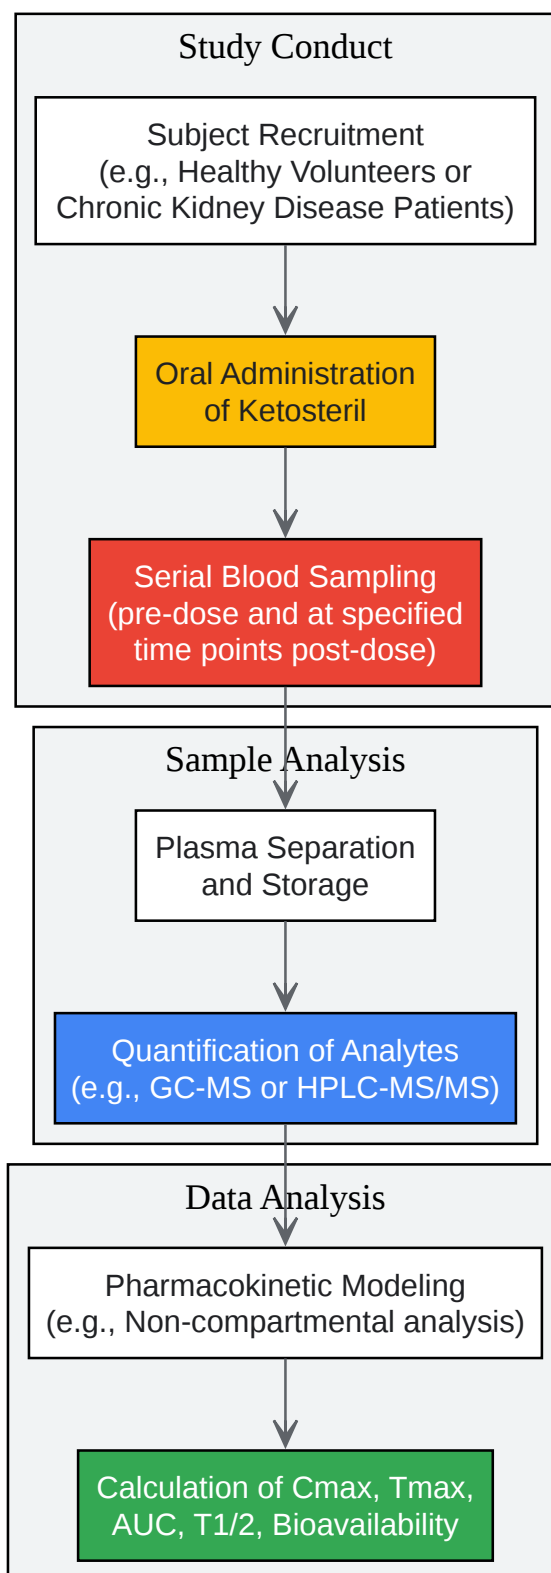 Study Conduct
Subject Recruitment
(e.g., Healthy Volunteers or
Chronic Kidney Disease Patients)
Oral Administration
of Ketosteril
Serial Blood Sampling
(pre-dose and at specified
time points post-dose)
Sample Analysis
Plasma Separation
and Storage
Quantification of Analytes
(e.g., GC-MS or HPLC-MS/MS)
Data Analysis
Pharmacokinetic Modeling
(e.g., Non-compartmental analysis)
Calculation of Cmax, Tmax,
AUC, T1/2, Bioavailability